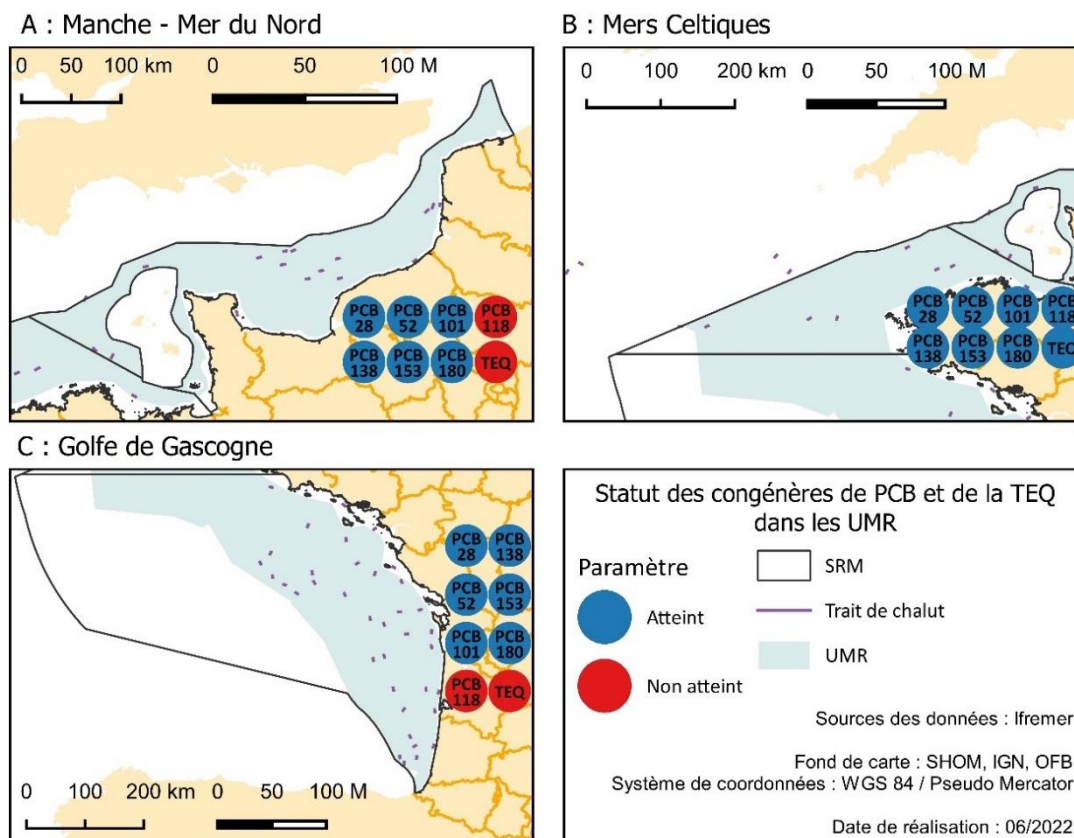 A : Manche - Mer du Nord
0 50 100 km 0 50 100 M
PCB 28 PCB 52 PCB 101 PCB 118
PCB 138 PCB 153 PCB 180 TEQ
B : Mers Celtiques
0 100 200 km 0 50 100 M
PCB 28 PCB 52 PCB 101 PCB 118
PCB 138 PCB 153 PCB 180 TEQ
C : Golfe de Gascogne
PCB 28 PCB 138
PCB 52 PCB 153
PCB 101 PCB 180
PCB 118 TEQ
0 100 200 km 0 50 100 M
Statut des congénères de PCB et de la TEQ
dans les UMR
Paramètre
Atteint
Non atteint
SRM
Trait de chalut
UMR
Sources des données : Ifremer
Fond de carte : SHOM, IGN, OFB
Système de coordonnées : WGS 84 / Pseudo Mercator
Date de réalisation : 06/2022